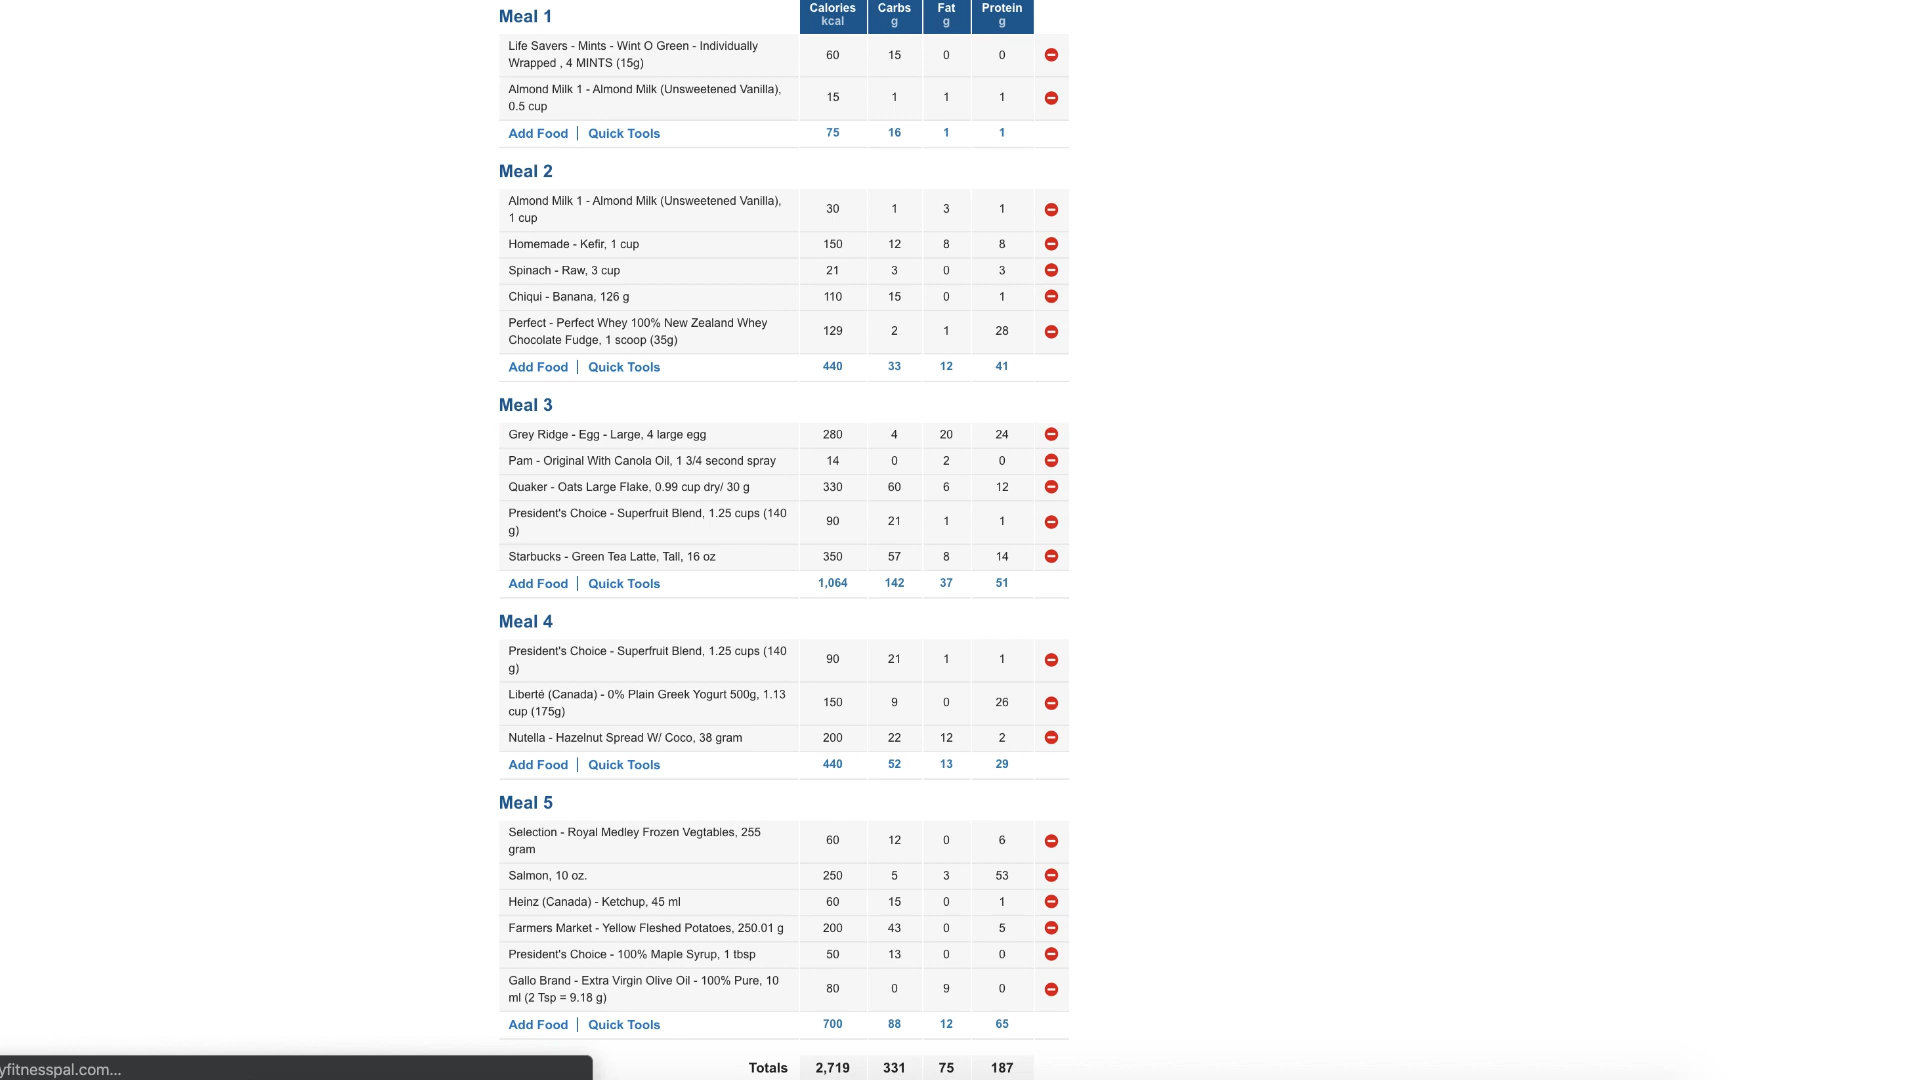 Meal 1 Calories Carbs Fat Protein
kcal g g g
Life Savers - Mints - Wint O Green - Individually
Wrapped , 4 MINTS (15g) 60 15 0 0
Almond Milk 1 - Almond Milk (Unsweetened Vanilla),
0.5 cup 15 1 1 1
Add Food | Quick Tools 75 16 1 1
Meal 2
Almond Milk 1 - Almond Milk (Unsweetened Vanilla),
1 cup 30 1 3 1
Homemade - Kefir, 1 cup 150 12 8 8
Spinach - Raw, 3 cup 21 3 0 3
Chiqui - Banana, 126 g 110 15 0 1
Perfect - Perfect Whey 100% New Zealand Whey
Chocolate Fudge, 1 scoop (35g) 129 2 1 28
Add Food | Quick Tools 440 33 12 41
Meal 3
Grey Ridge - Egg - Large, 4 large egg 280 4 20 24
Pam - Original With Canola Oil, 1 3/4 second spray 14 0 2 0
Quaker - Oats Large Flake, 0.99 cup dry/ 30 g 330 60 6 12
President's Choice - Superfruit Blend, 1.25 cups (140
g) 90 21 1 1
Starbucks - Green Tea Latte, Tall, 16 oz 350 57 8 14
Add Food | Quick Tools 1,064 142 37 51
Meal 4
President's Choice - Superfruit Blend, 1.25 cups (140
g) 90 21 1 1
Liberté (Canada) - 0% Plain Greek Yogurt 500g, 1.13
cup (175g) 150 9 0 26
Nutella - Hazelnut Spread W/ Coco, 38 gram 200 22 12 2
Add Food | Quick Tools 440 52 13 29
Meal 5
Selection - Royal Medley Frozen Vegtables, 255
gram 60 12 0 6
Salmon, 10 oz. 250 5 3 53
Heinz (Canada) - Ketchup, 45 ml 60 15 0 1
Farmers Market - Yellow Fleshed Potatoes, 250.01 g 200 43 0 5
President's Choice - 100% Maple Syrup, 1 tbsp 50 13 0 0
Gallo Brand - Extra Virgin Olive Oil - 100% Pure, 10
ml (2 Tsp = 9.18 g) 80 0 9 0
Add Food | Quick Tools 700 88 12 65
Totals 2,719 331 75 187
yfitnesspal.com...